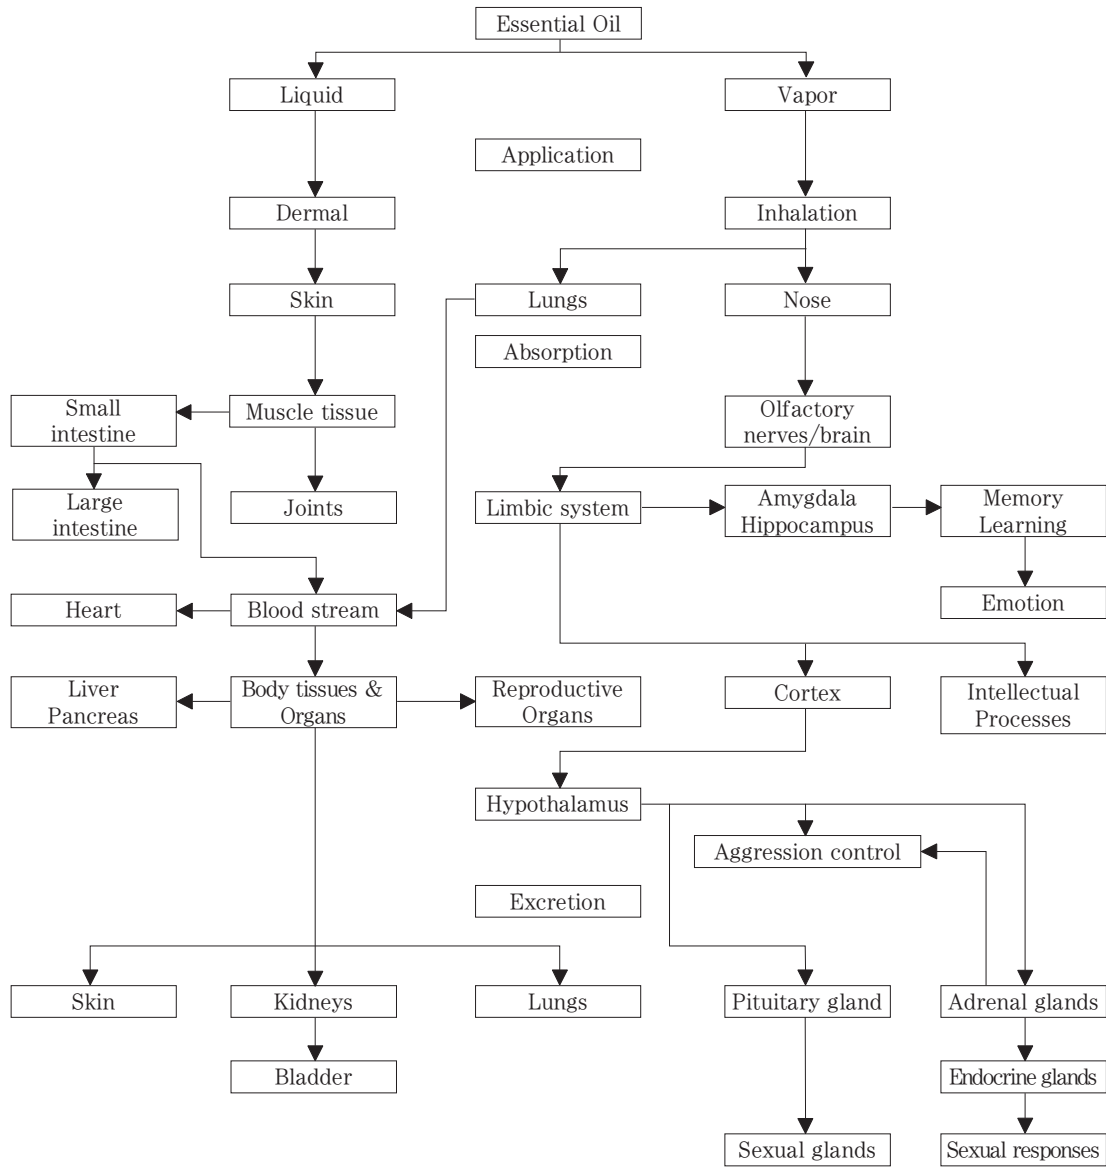 Essential Oil
Liquid
Vapor
Application
Dermal
Inhalation
Skin
Lungs
Nose
Absorption
Small
intestine
Muscle tissue
Olfactory
nerves/brain
Large
intestine
Joints
Limbic system
Amygdala
Hippocampus
Memory
Learning
Heart
Blood stream
Emotion
Liver
Pancreas
Body tissues &
Organs
Reproductive
Organs
Cortex
Intellectual
Processes
Hypothalamus
Aggression control
Excretion
Skin
Kidneys
Lungs
Pituitary gland
Adrenal glands
Bladder
Endocrine glands
Sexual glands
Sexual responses